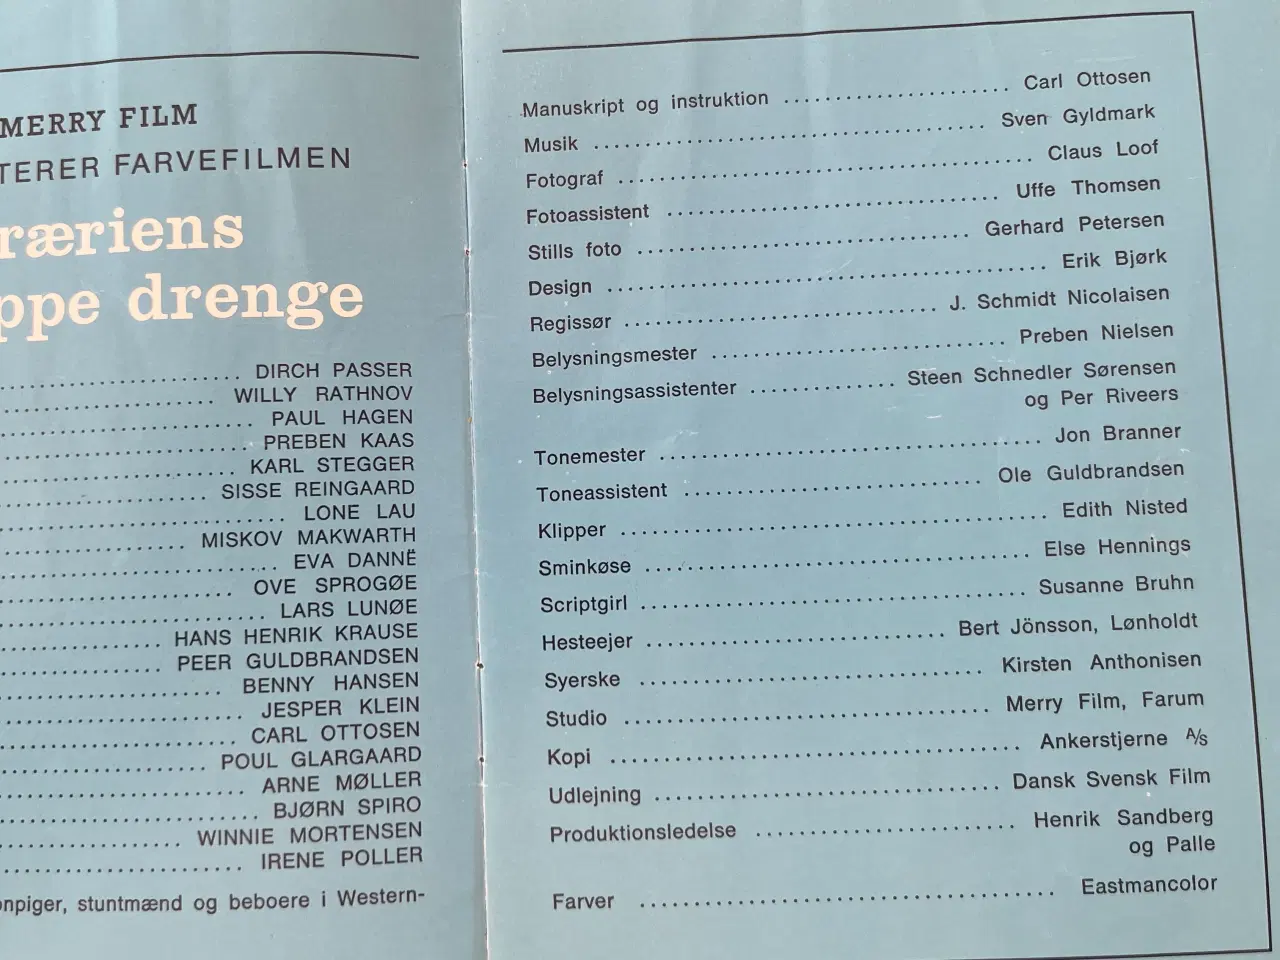 MERRY FILM
TERER FARVEFILMEN
ræriens
ppe drenge
DIRCH PASSER
WILLY RATHNOV
PAUL HAGEN
PREBEN KAAS
KARL STEGGER
SISSE REINGAARD
LONE LAU
MISKOV MAKWARTH
EVA DANNË
OVE SPROGØE
LARS LUNØE
HANS HENRIK KRAUSE
PEER GULDBRANDSEN
BENNY HANSEN
JESPER KLEIN
CARL OTTOSEN
POUL GLARGAARD
ARNE MØLLER
BJØRN SPIRO
WINNIE MORTENSEN
IRENE POLLER
npiger, stuntmænd og beboere i Western-
Manuskript og instruktion ........................ Carl Ottosen
Musik ........................ Sven Gyldmark
Fotograf ........................ Claus Loof
Fotoassistent ........................ Uffe Thomsen
Stills foto ........................ Gerhard Petersen
Design ........................ Erik Bjørk
Regissør ........................ J. Schmidt Nicolaisen
Belysningsmester ........................ Preben Nielsen
Belysningsassistenter ............... Steen Schnedler Sørensen
og Per Riveers
Tonemester ........................ Jon Branner
Toneassistent ........................ Ole Guldbrandsen
Klipper ........................ Edith Nisted
Sminkøse ........................ Else Hennings
Scriptgirl ........................ Susanne Bruhn
Hesteejer ........................ Bert Jönsson, Lønholdt
Syerske ........................ Kirsten Anthonisen
Studio ........................ Merry Film, Farum
Kopi ........................ Ankerstjerne A/S
Udlejning ........................ Dansk Svensk Film
Produktionsledelse ........................ Henrik Sandberg
og Palle
Farver ........................ Eastmancolor